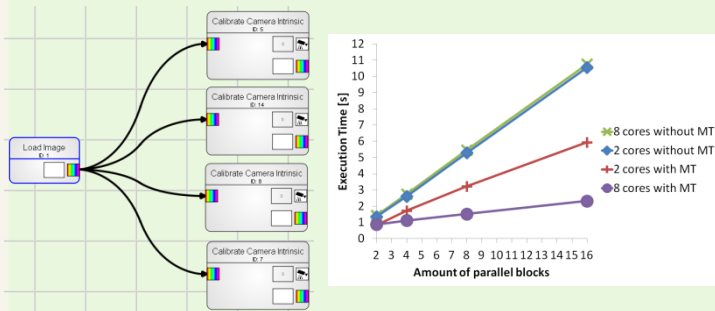 Calibrate Camera Intrinsic
ID: 5
Calibrate Camera Intrinsic
ID: 14
Load Image
ID: 1
Calibrate Camera Intrinsic
ID: 6
Calibrate Camera Intrinsic
ID: 7
Execution Time [s]
12
11
10
9
8
7
6
5
4
3
2
1
0
2 3 4 5 6 7 8 9 10 11 12 13 14 15 16
Amount of parallel blocks
8 cores without MT
2 cores without MT
2 cores with MT
8 cores with MT